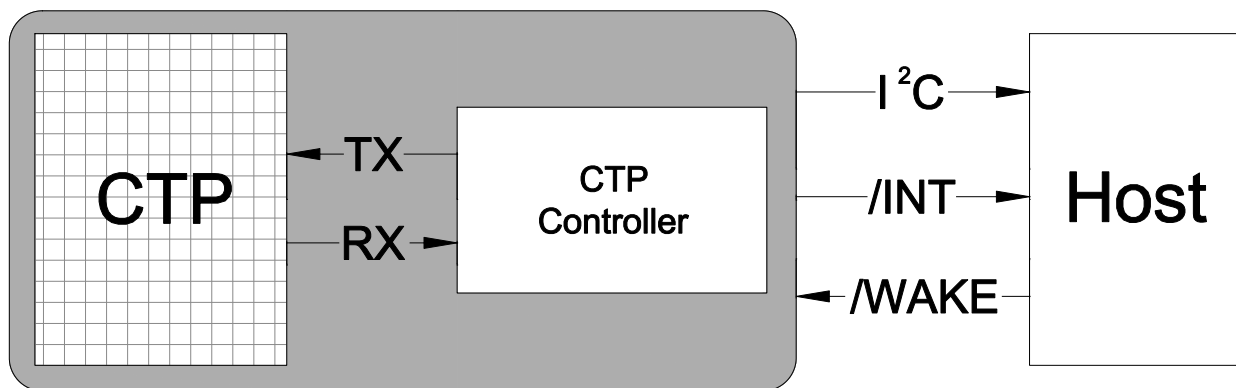 CTP
TX
RX
CTP
Controller
I²C
/INT
/WAKE
Host